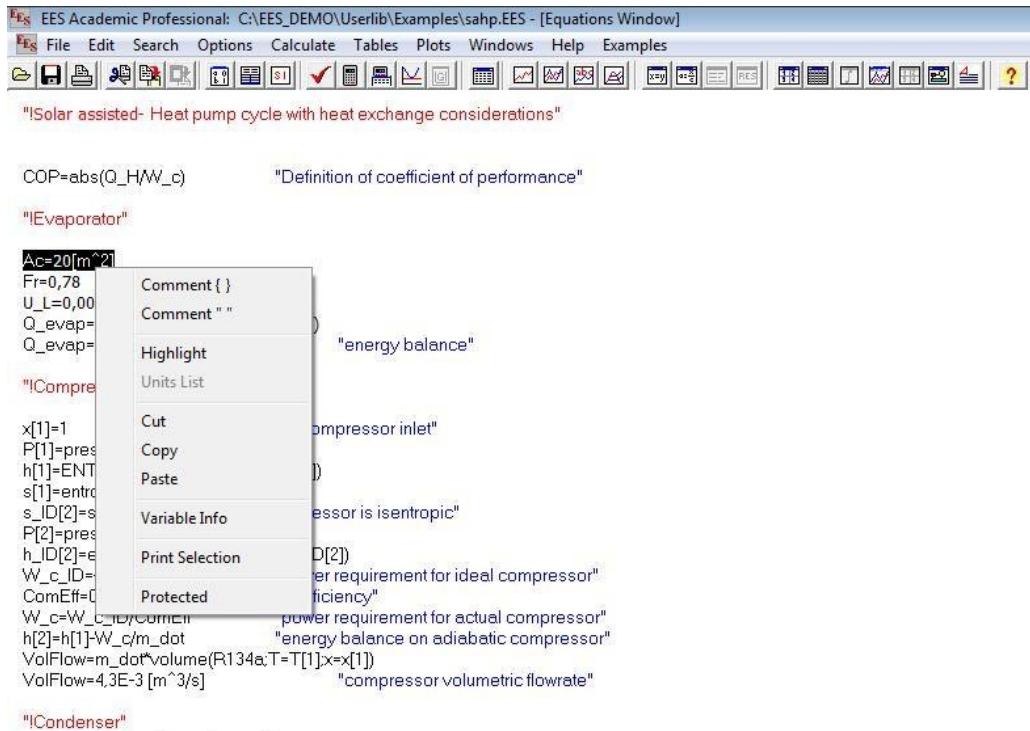 EES Academic Professional: C:\EES_DEMO\Userlib\Examples\sahp.EES - [Equations Window]
File Edit Search Options Calculate Tables Plots Windows Help Examples
"!Solar assisted- Heat pump cycle with heat exchange considerations"
COP=abs(Q_H/W_c) "Definition of coefficient of performance"
"!Evaporator"
Ac=20[m^2]
Fr=0,78
U_L=0,00
Q_evap= )
Q_evap= "energy balance"
"!Compre
x[1]=1 ompressor inlet"
P[1]=pres
h[1]=ENT ])
s[1]=entro
s_ID[2]=s essor is isentropic"
P[2]=pres
h_ID[2]=e D[2])
W_c_ID=- er requirement for ideal compressor"
ComEff=0 ficiency"
W_c=W_c_ID/ComEff "power requirement for actual compressor"
h[2]=h[1]-W_c/m_dot "energy balance on adiabatic compressor"
VolFlow=m_dot*volume(R134a;T=T[1];x=x[1])
VolFlow=4,3E-3 [m^3/s] "compressor volumetric flowrate"
"!Condenser"
Comment { }
Comment " "
Highlight
Units List
Cut
Copy
Paste
Variable Info
Print Selection
Protected